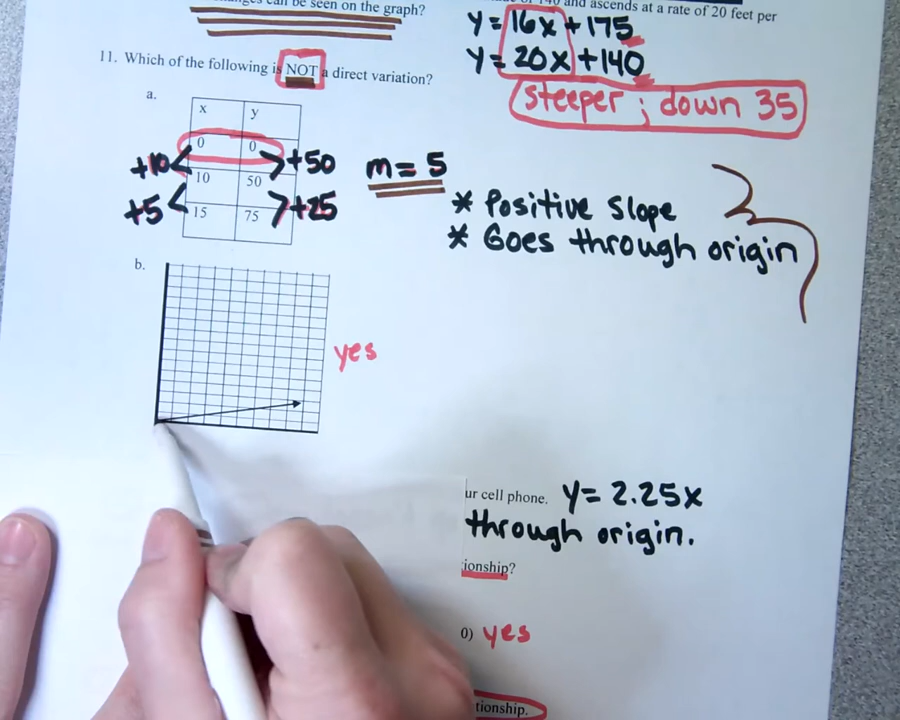 can be seen on the graph?
and ascends at a rate of 20 feet per
y = 16x + 175
y = 20x + 140
steeper ; down 35
11. Which of the following is NOT a direct variation?
a.
x y
0 0
10 50
15 75
+10 +50
+5 +25
m = 5
* Positive Slope
* Goes through origin
b.
yes
ur cell phone. y = 2.25x
through origin.
ionship?
0) yes
tionship.